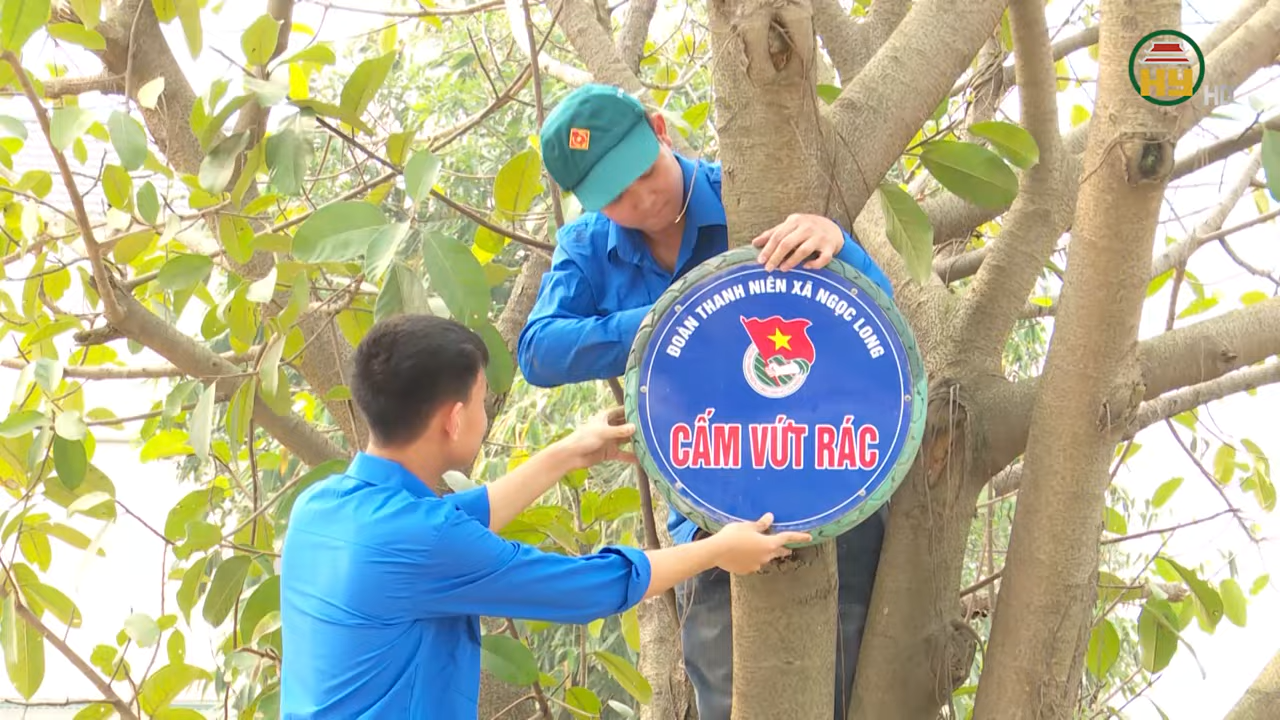 HY
ĐOÀN THANH NIÊN XÃ NGỌC LONG
CẤM VỨT RÁC